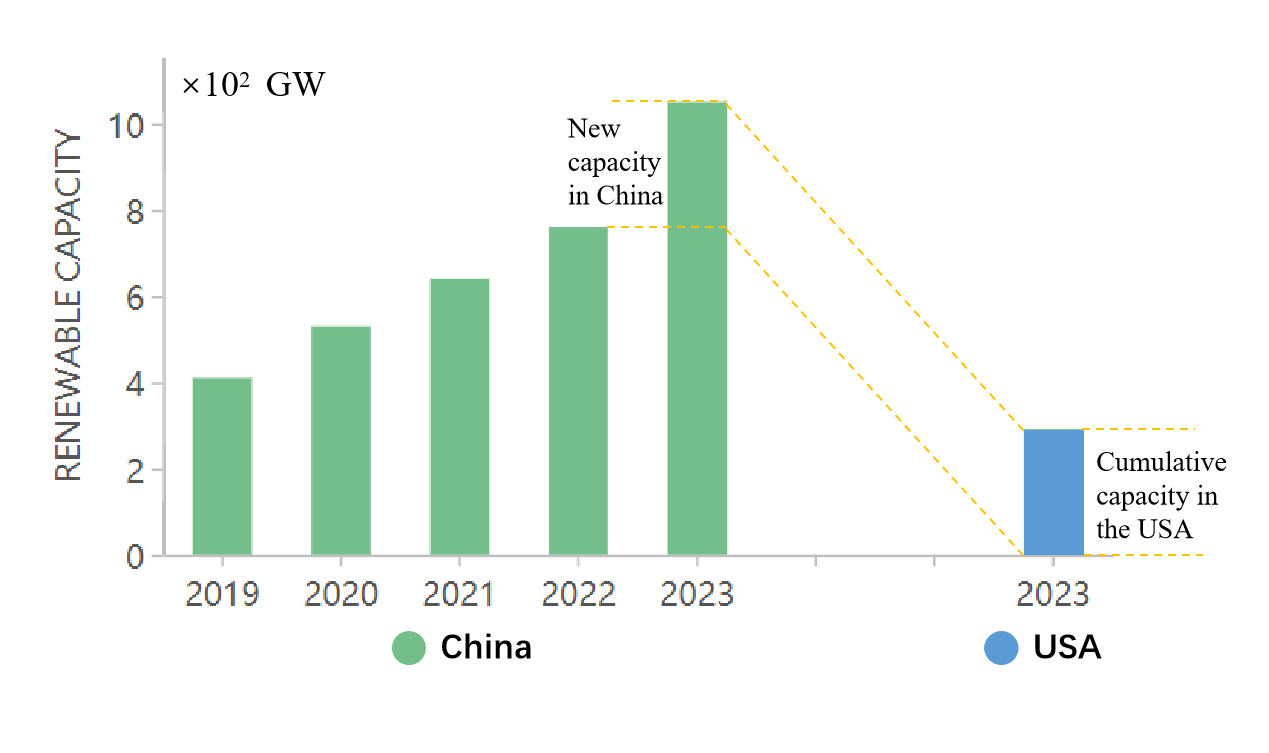 ×10² GW
RENEWABLE CAPACITY
10
8
6
4
2
0
New
capacity
in China
Cumulative
capacity in
the USA
2019 2020 2021 2022 2023 2023
China USA